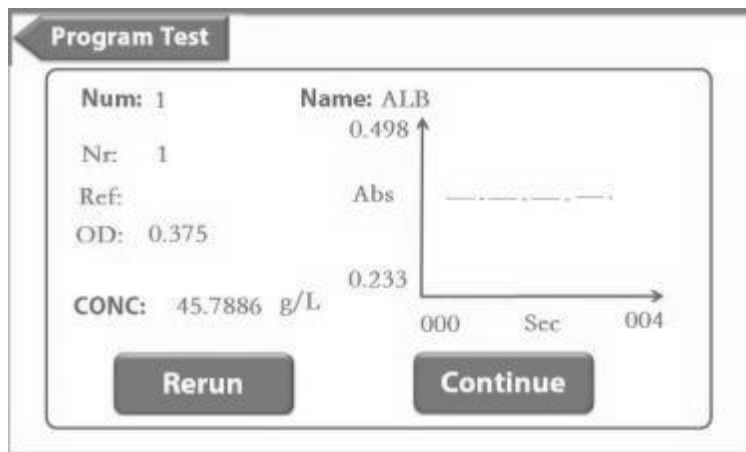 Program Test
Num: 1 Name: ALB
0.498
Nr: 1
Ref: Abs
OD: 0.375
0.233
CONC: 45.7886 g/L
000 Sec 004
Rerun Continue